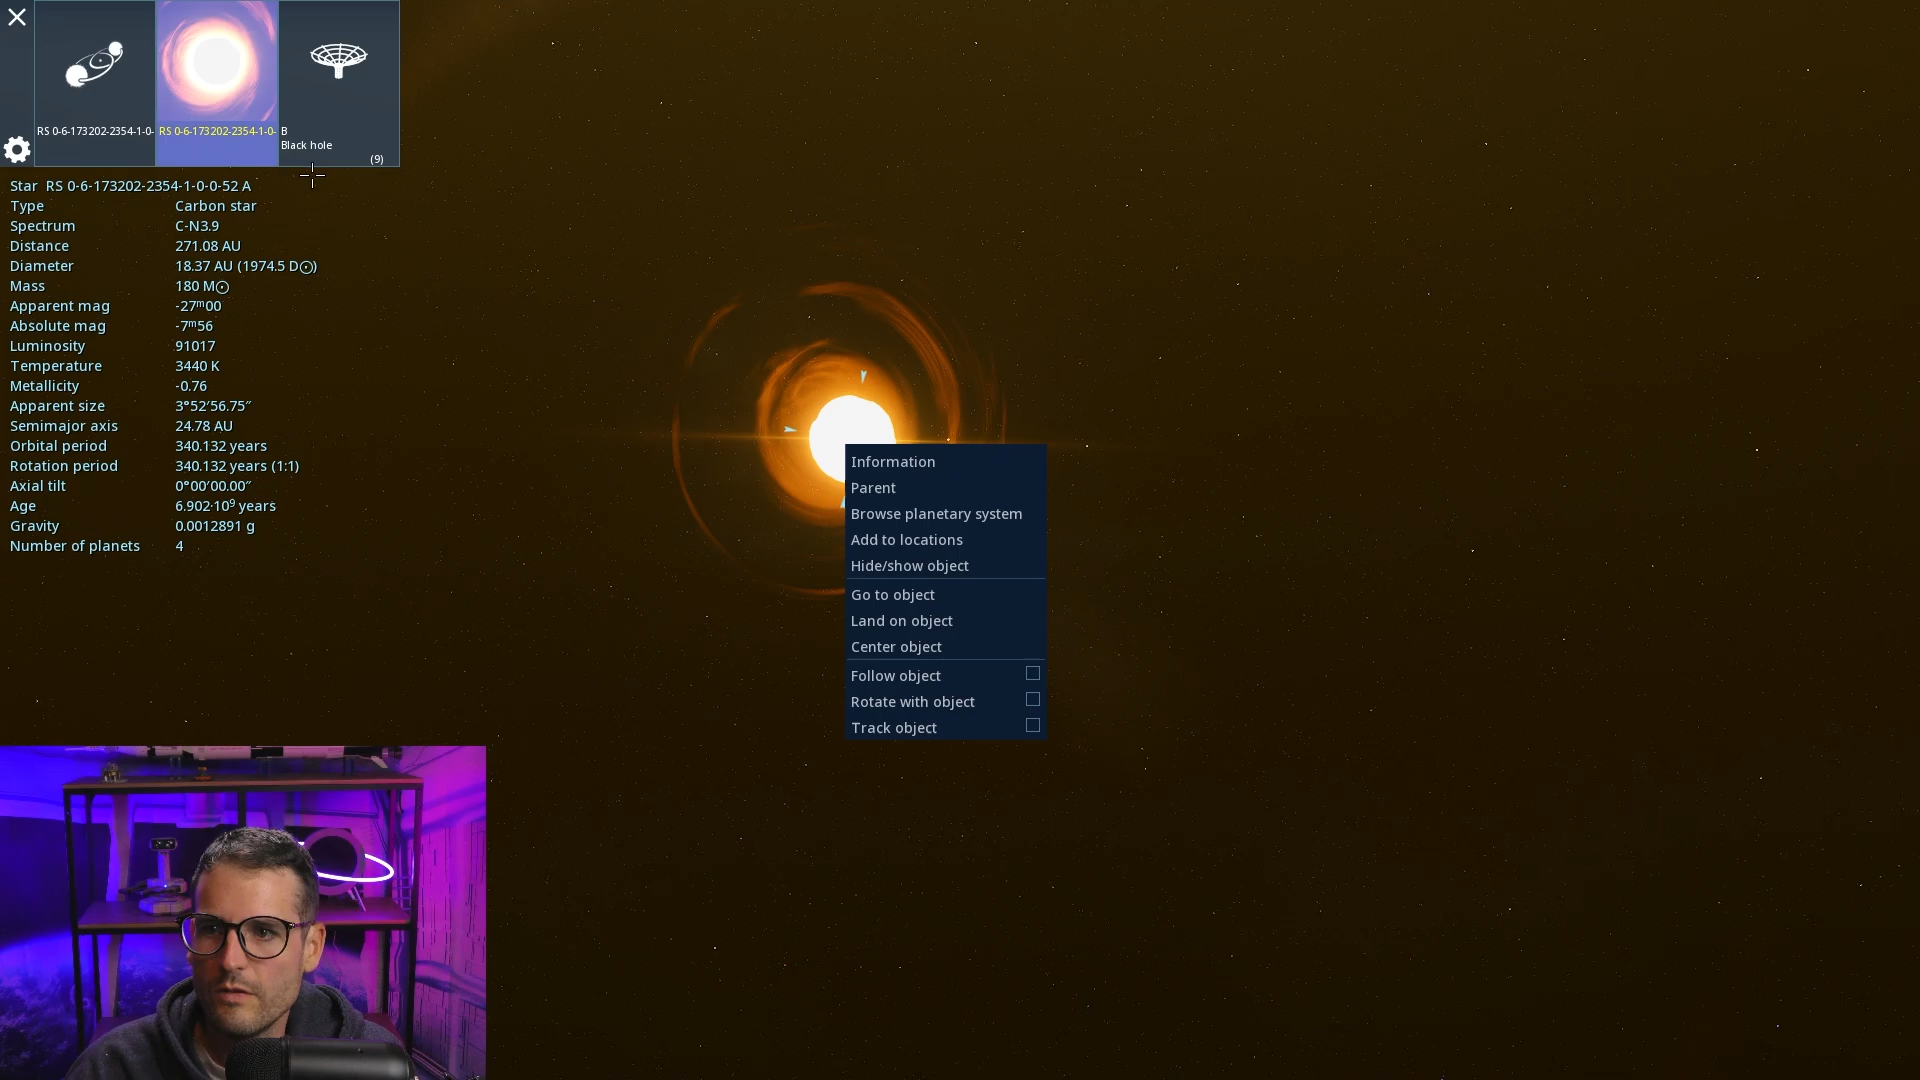 RS 0-6-173202-2354-1-0-
RS 0-6-173202-2354-1-0-
B
Black hole
(9)
Star RS 0-6-173202-2354-1-0-0-52 A
Type Carbon star
Spectrum C-N3.9
Distance 271.08 AU
Diameter 18.37 AU (1974.5 D☉)
Mass 180 M☉
Apparent mag -27ᵐ00
Absolute mag -7ᵐ56
Luminosity 91017
Temperature 3440 K
Metallicity -0.76
Apparent size 3°52′56.75″
Semimajor axis 24.78 AU
Orbital period 340.132 years
Rotation period 340.132 years (1:1)
Axial tilt 0°00′00.00″
Age 6.902·10⁹ years
Gravity 0.0012891 g
Number of planets 4
Information
Parent
Browse planetary system
Add to locations
Hide/show object
Go to object
Land on object
Center object
Follow object
Rotate with object
Track object